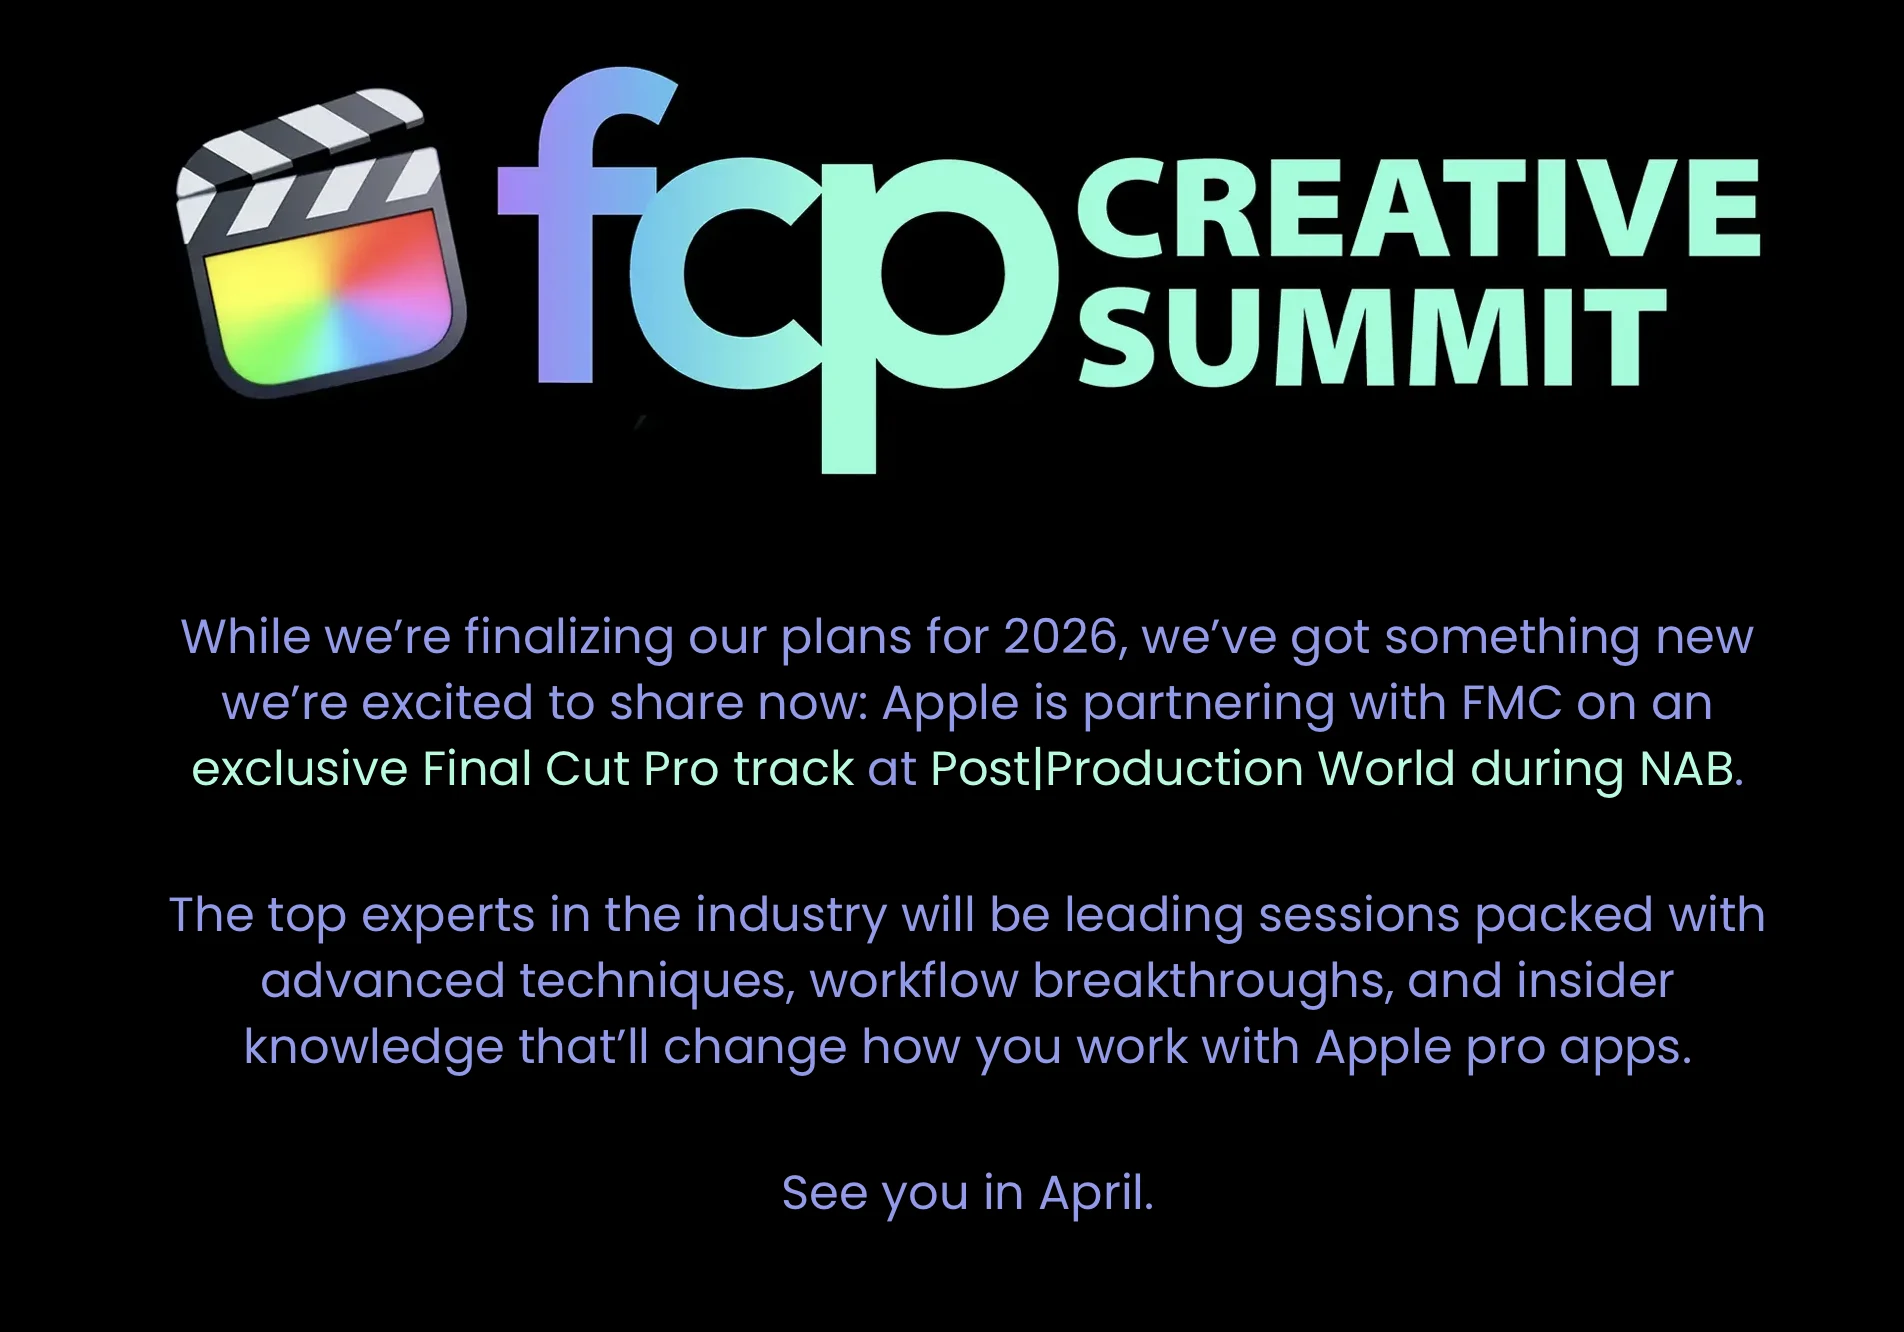 fcp CREATIVE
SUMMIT
While we’re finalizing our plans for 2026, we’ve got something new
we’re excited to share now: Apple is partnering with FMC on an
exclusive Final Cut Pro track at Post|Production World during NAB.
The top experts in the industry will be leading sessions packed with
advanced techniques, workflow breakthroughs, and insider
knowledge that’ll change how you work with Apple pro apps.
See you in April.